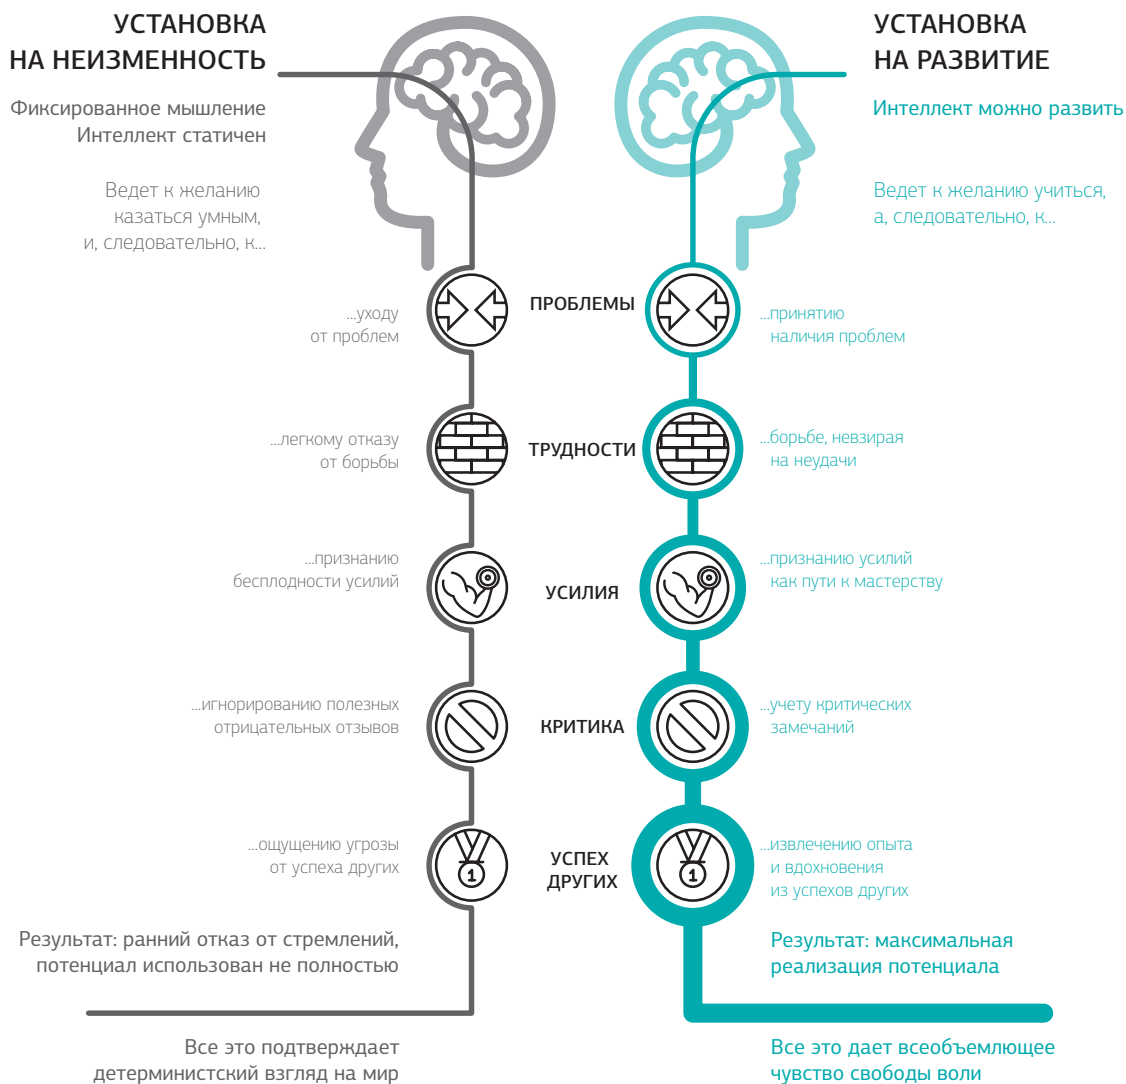 УСТАНОВКА
НА НЕИЗМЕННОСТЬ
Фиксированное мышление
Интеллект статичен
Ведет к желанию
казаться умным,
и, следовательно, к...
УСТАНОВКА
НА РАЗВИТИЕ
Интеллект можно развить
Ведет к желанию учиться,
а, следовательно, к...
...уходу
от проблем
ПРОБЛЕМЫ
...принятию
наличия проблем
...легкому отказу
от борьбы
ТРУДНОСТИ
...борьбе, невзирая
на неудачи
...признанию
бесплодности усилий
УСИЛИЯ
...признанию усилий
как пути к мастерству
...игнорированию полезных
отрицательных отзывов
КРИТИКА
...учету критических
замечаний
...ощущению угрозы
от успеха других
1
УСПЕХ
ДРУГИХ
1
...извлечению опыта
и вдохновения
из успехов других
Результат: ранний отказ от стремлений,
потенциал использован не полностью
Результат: максимальная
реализация потенциала
Все это подтверждает
детерминистский взгляд на мир
Все это дает всеобъемлющее
чувство свободы воли